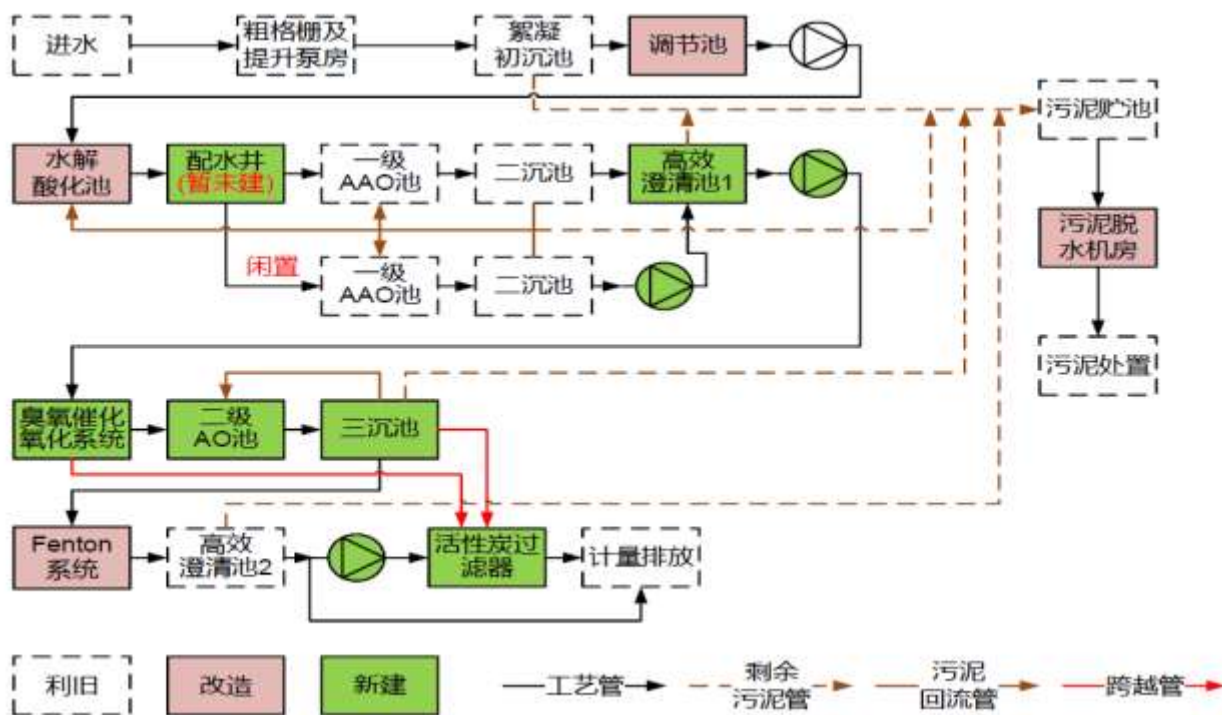 进水
粗格栅及
提升泵房
絮凝
初沉池
调节池
污泥贮池
水解
酸化池
配水井
(暂未建)
一级
AAO池
二沉池
高效
澄清池1
污泥脱
水机房
闲置
一级
AAO池
二沉池
污泥处置
臭氧催化
氧化系统
二级
AO池
三沉池
Fenton
系统
高效
澄清池2
活性炭过
滤器
计量排放
利旧
改造
新建
工艺管
剩余
污泥管
污泥
回流管
跨越管